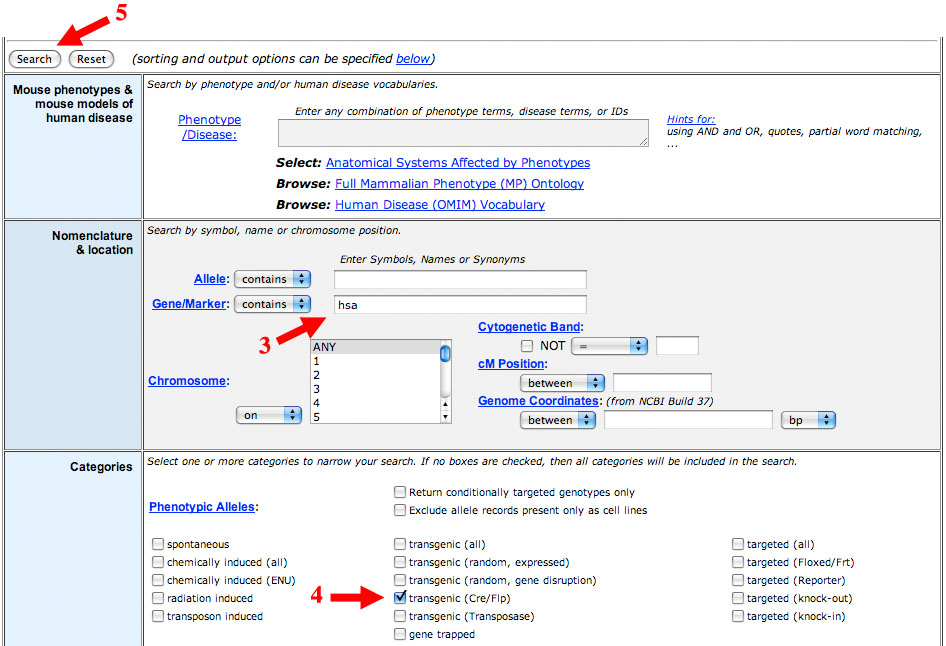 5
Search Reset (sorting and output options can be specified below)
Mouse phenotypes &
mouse models of
human disease
Search by phenotype and/or human disease vocabularies.
Enter any combination of phenotype terms, disease terms, or IDs
Phenotype
/Disease:
Hints for:
using AND and OR, quotes, partial word matching,
...
Select: Anatomical Systems Affected by Phenotypes
Browse: Full Mammalian Phenotype (MP) Ontology
Browse: Human Disease (OMIM) Vocabulary
Nomenclature
& location
Search by symbol, name or chromosome position.
Enter Symbols, Names or Synonyms
Allele: contains
Gene/Marker: contains hsa
3
Chromosome:
on
ANY
1
2
3
4
5
Cytogenetic Band:
NOT =
cM Position:
between
Genome Coordinates: (from NCBI Build 37)
between bp
Categories
Select one or more categories to narrow your search. If no boxes are checked, then all categories will be included in the search.
Phenotypic Alleles:
Return conditionally targeted genotypes only
Exclude allele records present only as cell lines
spontaneous
chemically induced (all)
chemically induced (ENU)
radiation induced
transposon induced
4
transgenic (all)
transgenic (random, expressed)
transgenic (random, gene disruption)
transgenic (Cre/Flp)
transgenic (Transposase)
gene trapped
targeted (all)
targeted (Floxed/Frt)
targeted (Reporter)
targeted (knock-out)
targeted (knock-in)